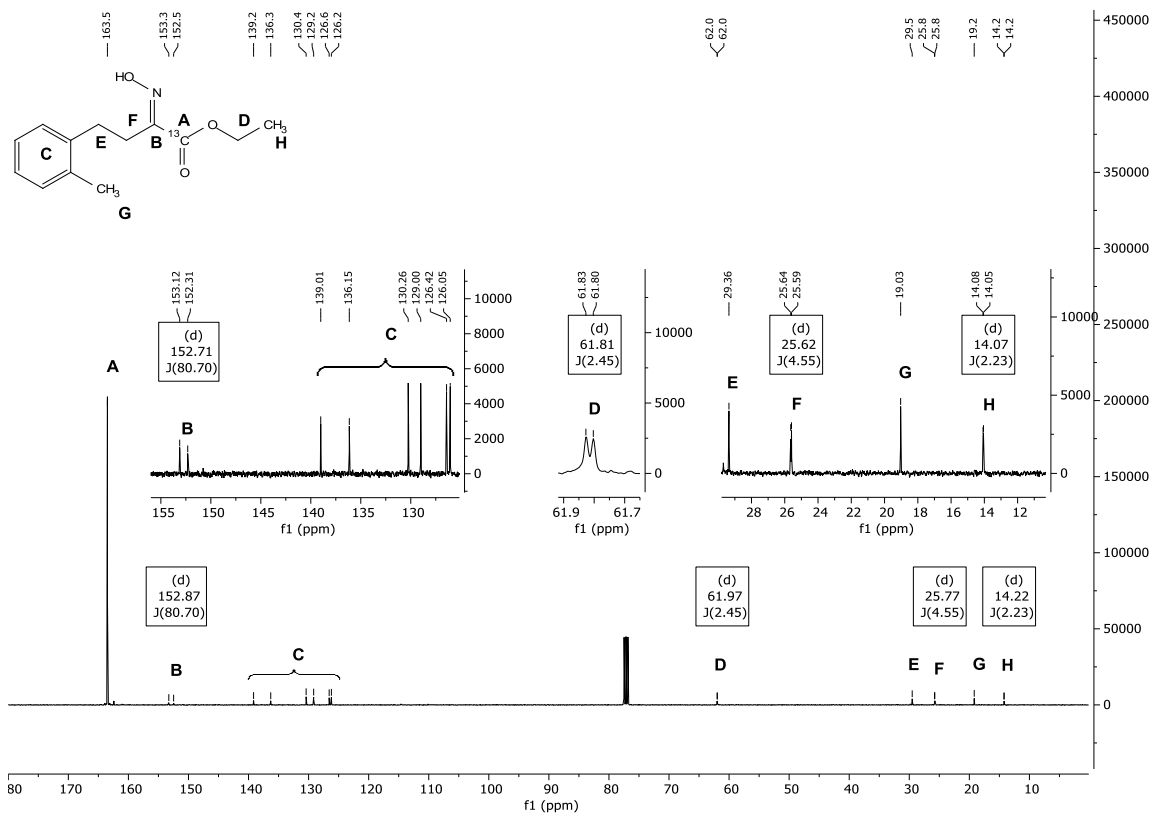 163.5 153.3 152.5 139.2 136.3 130.4 129.2 126.6 126.2 62.0 62.0 29.5 25.8 25.8 19.2 14.2 14.2
450000
400000
350000
300000
250000
200000
150000
100000
50000
0
HO
N
F A D
13
C O CH3
E B H
C
O
CH3
G
153.12 152.31 139.01 136.15 130.26 129.00 126.42 126.05
(d)
152.71
J(80.70)
C
B
10000
8000
6000
4000
2000
0
155 150 145 140 135 130
f1 (ppm)
61.83 61.80
(d)
61.81
J(2.45)
D
10000
5000
0
61.9 61.7
f1 (ppm)
29.36 25.64 25.59 19.03 14.08 14.05
(d)
25.62
J(4.55)
(d)
14.07
J(2.23)
E F G H
10000
5000
0
28 26 24 22 20 18 16 14 12
f1 (ppm)
A
(d)
152.87
J(80.70)
B
C
(d)
61.97
J(2.45)
D
(d)
25.77
J(4.55)
(d)
14.22
J(2.23)
E F G H
80 170 160 150 140 130 120 110 100 90 80 70 60 50 40 30 20 10
f1 (ppm)